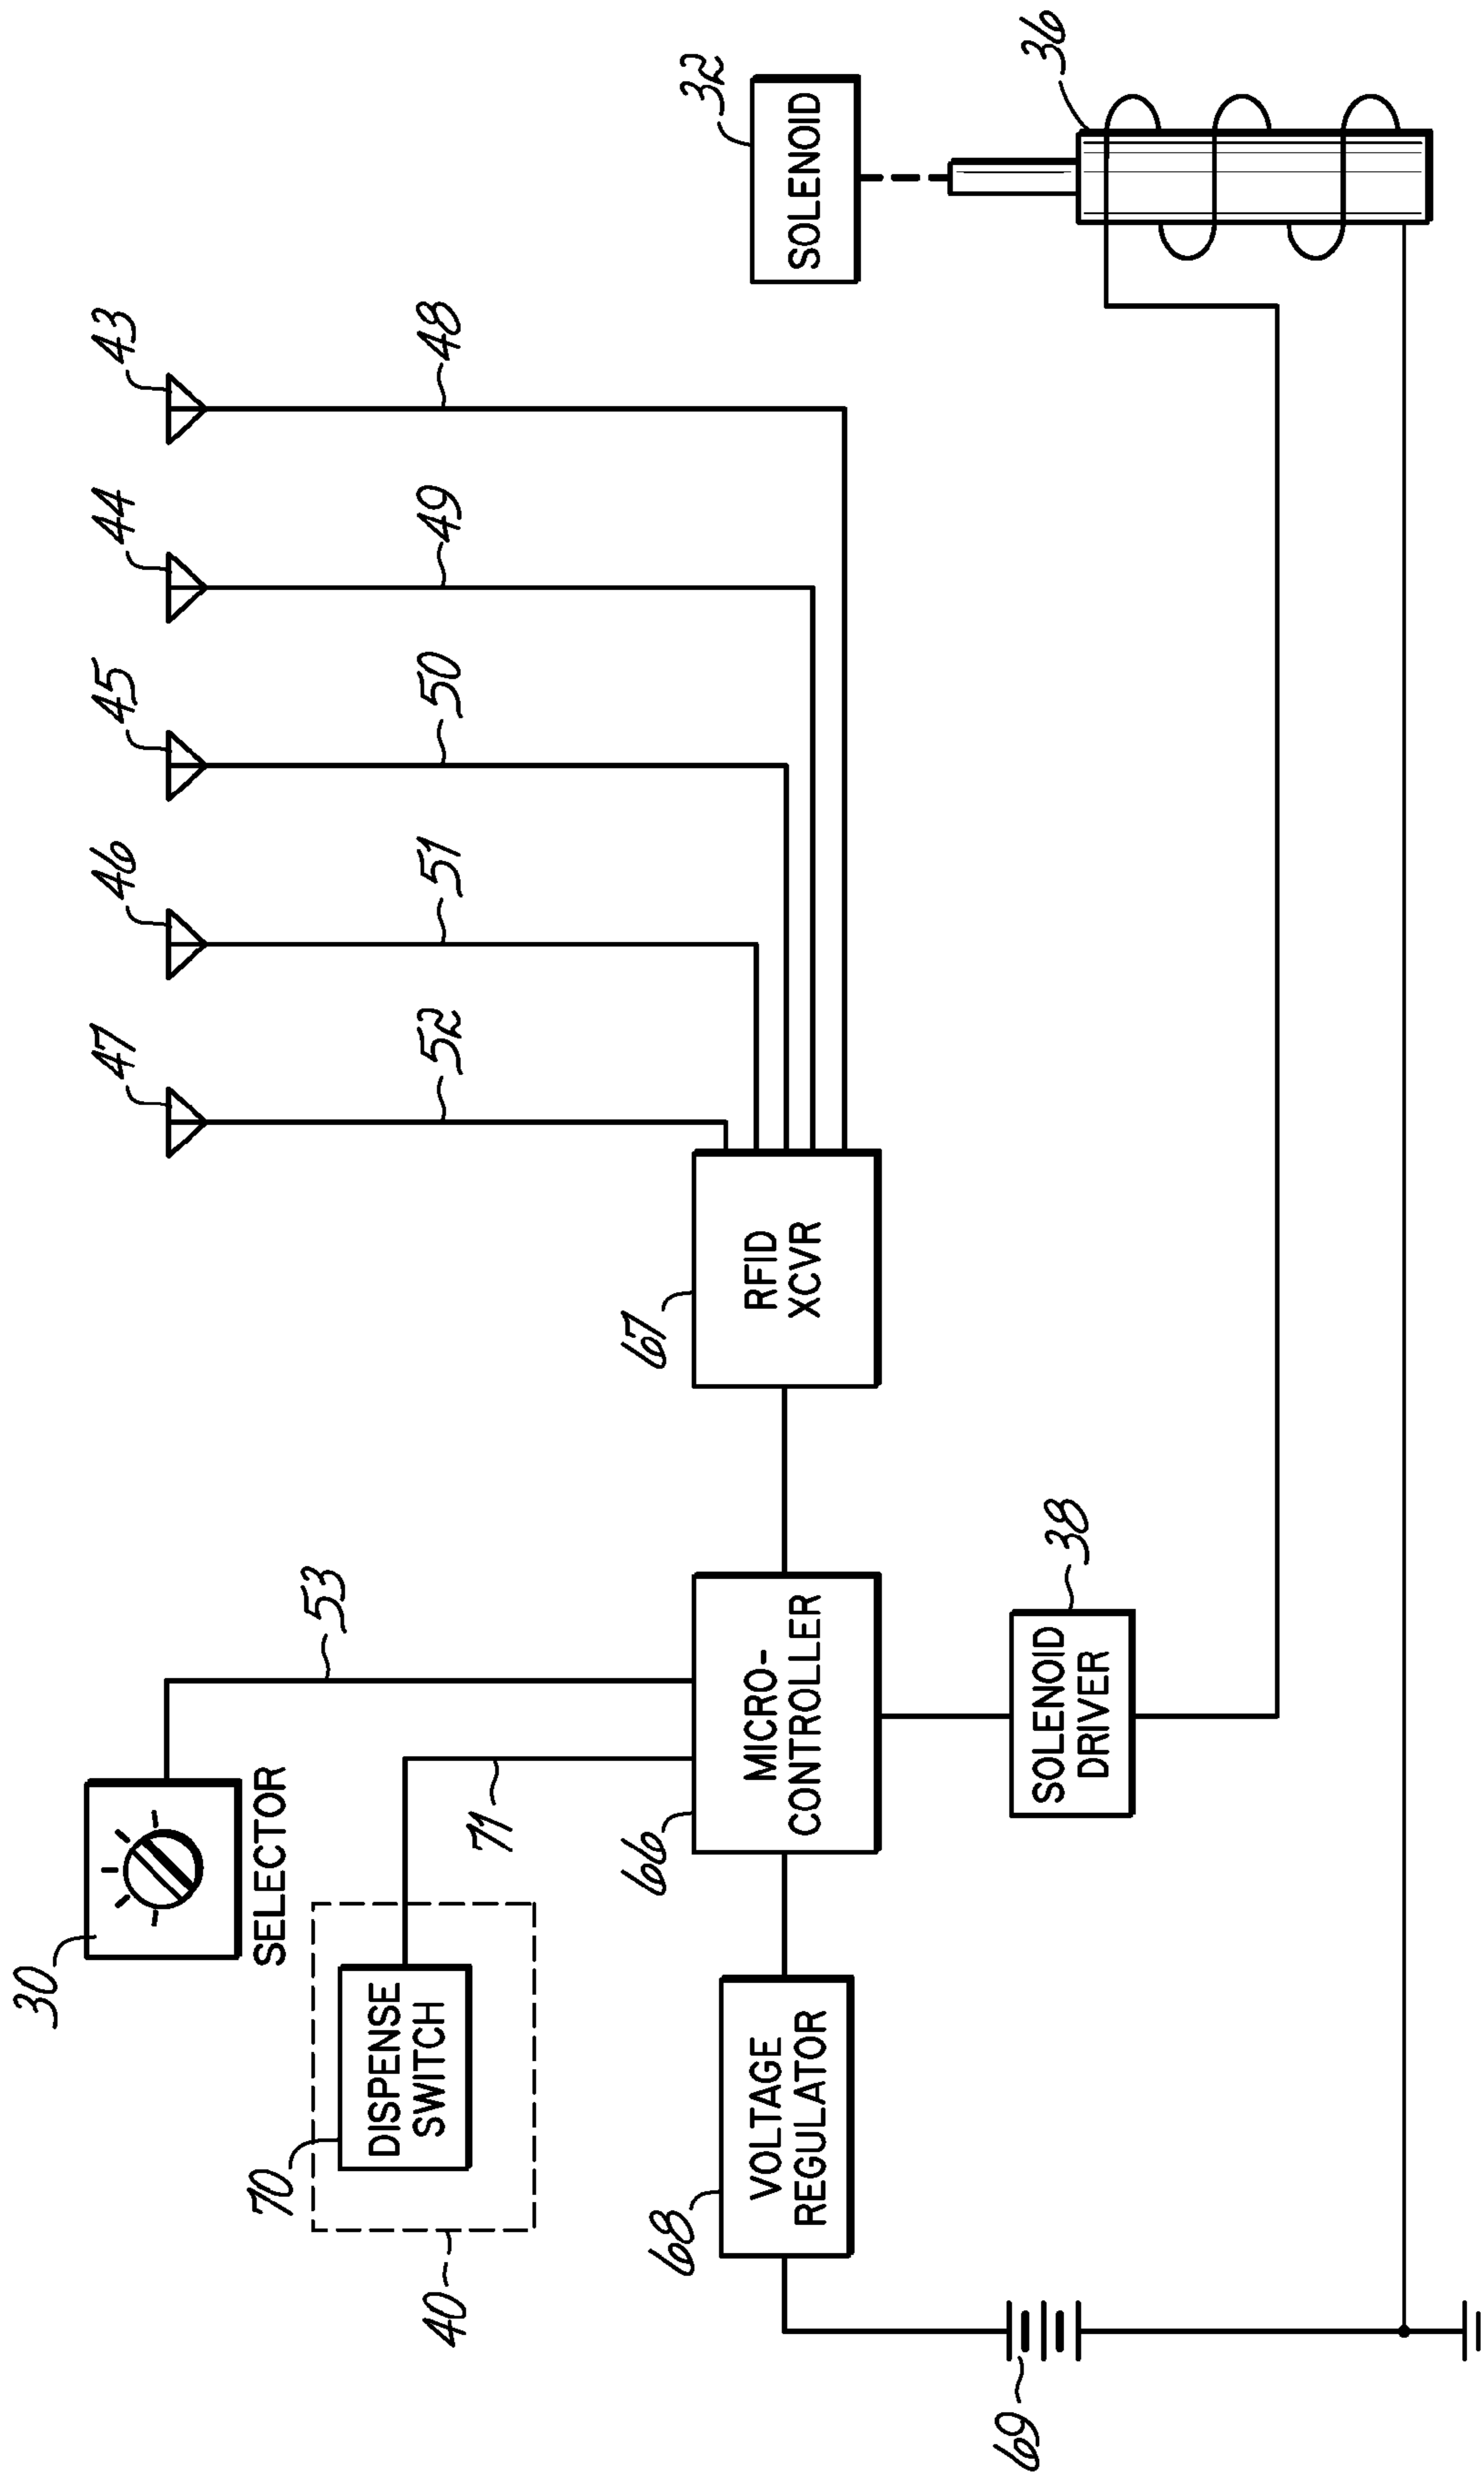 30
SELECTOR
53
70
DISPENSE
SWITCH
40
71
47
46
45
44
43
52
51
50
49
48
68
VOLTAGE
REGULATOR
66
MICRO-
CONTROLLER
67
RFID
XCVR
32
SOLENOID
69
SOLENOID
DRIVER
38
36